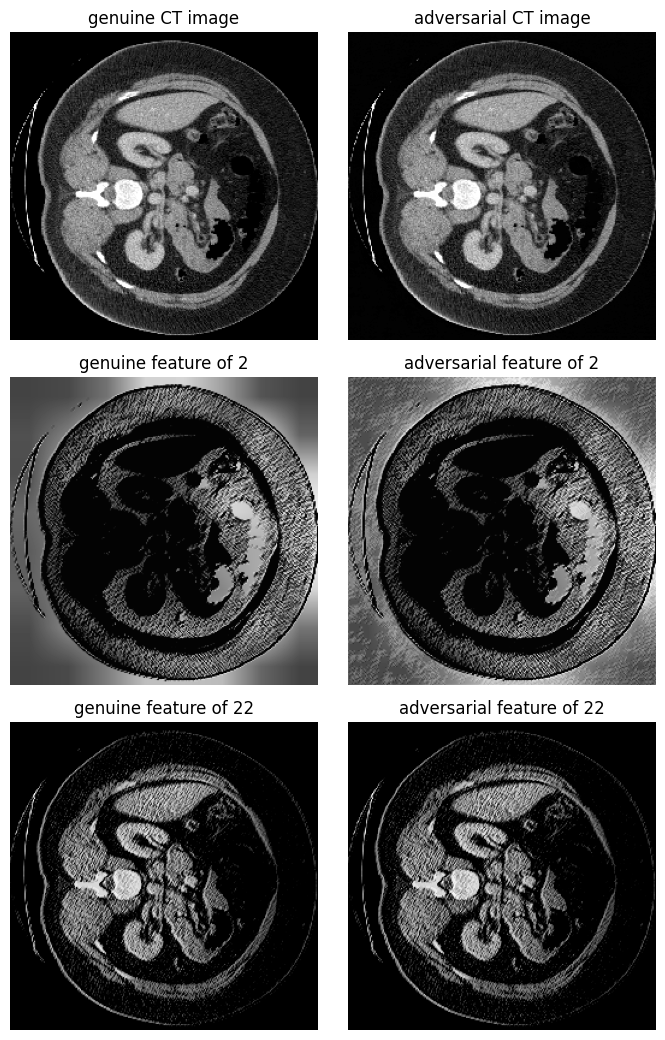 genuine CT image
adversarial CT image
genuine feature of 2
adversarial feature of 2
genuine feature of 22
adversarial feature of 22